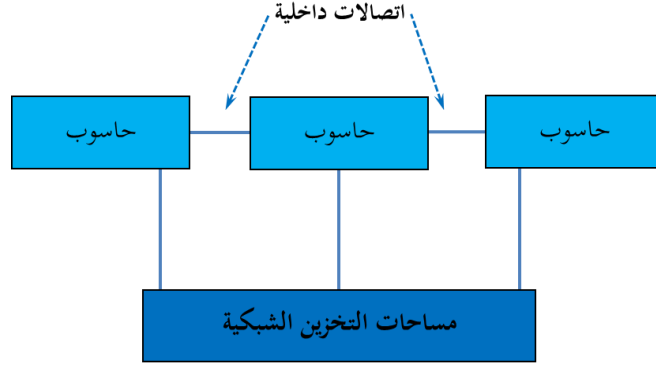 اتصالات داخلية
حاسوب
حاسوب
حاسوب
مساحات التخزين الشبكية